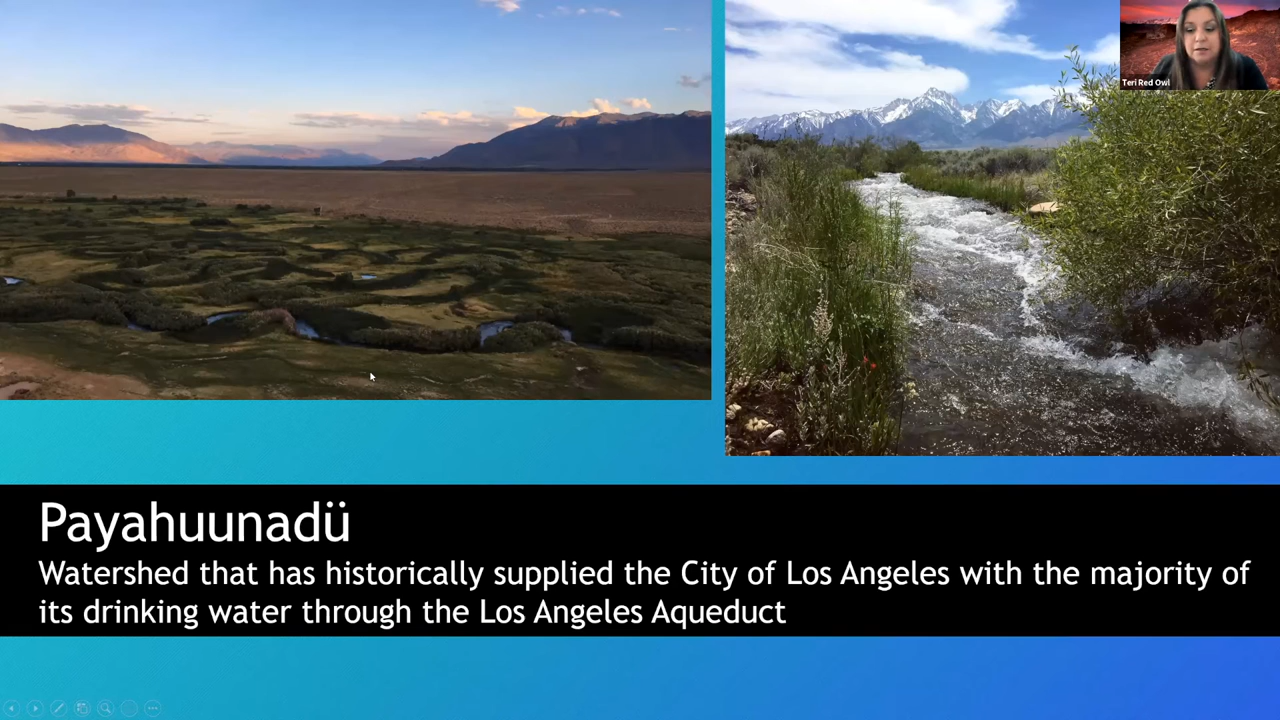 Teri Red Owl
Payahuunadü
Watershed that has historically supplied the City of Los Angeles with the majority of
its drinking water through the Los Angeles Aqueduct